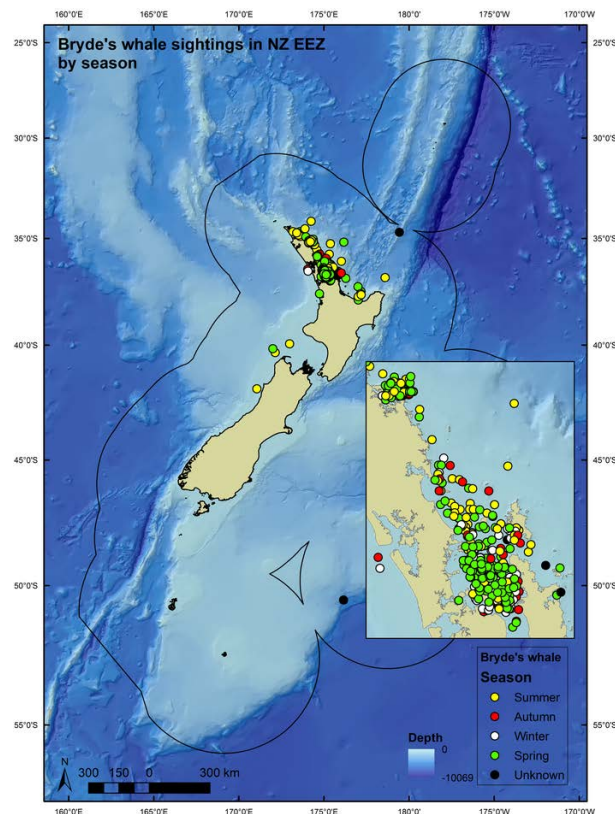 160°0'E
165°0'E
170°0'E
175°0'E
180°0'
175°0'W
170°0'W
Bryde's whale sightings in NZ EEZ
by season
25°0'S
25°0'S
30°0'S
30°0'S
35°0'S
35°0'S
40°0'S
40°0'S
45°0'S
45°0'S
50°0'S
50°0'S
55°0'S
55°0'S
Bryde's whale
Season
Summer
Autumn
Winter
Spring
Unknown
Depth
0
-10069
N
300 150 0 300 km
160°0'E
165°0'E
170°0'E
175°0'E
180°0'
175°0'W
170°0'W